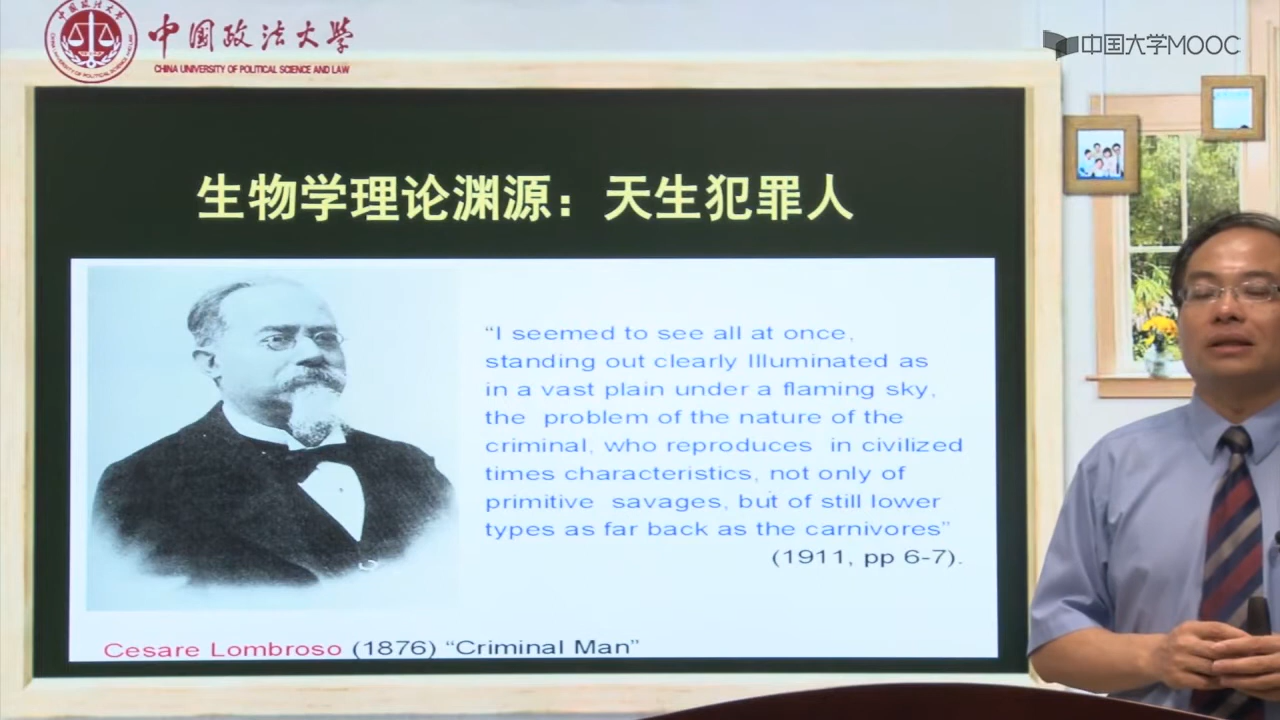 中国政法大学
CHINA UNIVERSITY OF POLITICAL SCIENCE AND LAW
中国大学MOOC
生物学理论渊源：天生犯罪人
“I seemed to see all at once,
standing out clearly Illuminated as
in a vast plain under a flaming sky,
the problem of the nature of the
criminal, who reproduces in civilized
times characteristics, not only of
primitive savages, but of still lower
types as far back as the carnivores”
(1911, pp 6-7).
Cesare Lombroso (1876) “Criminal Man”